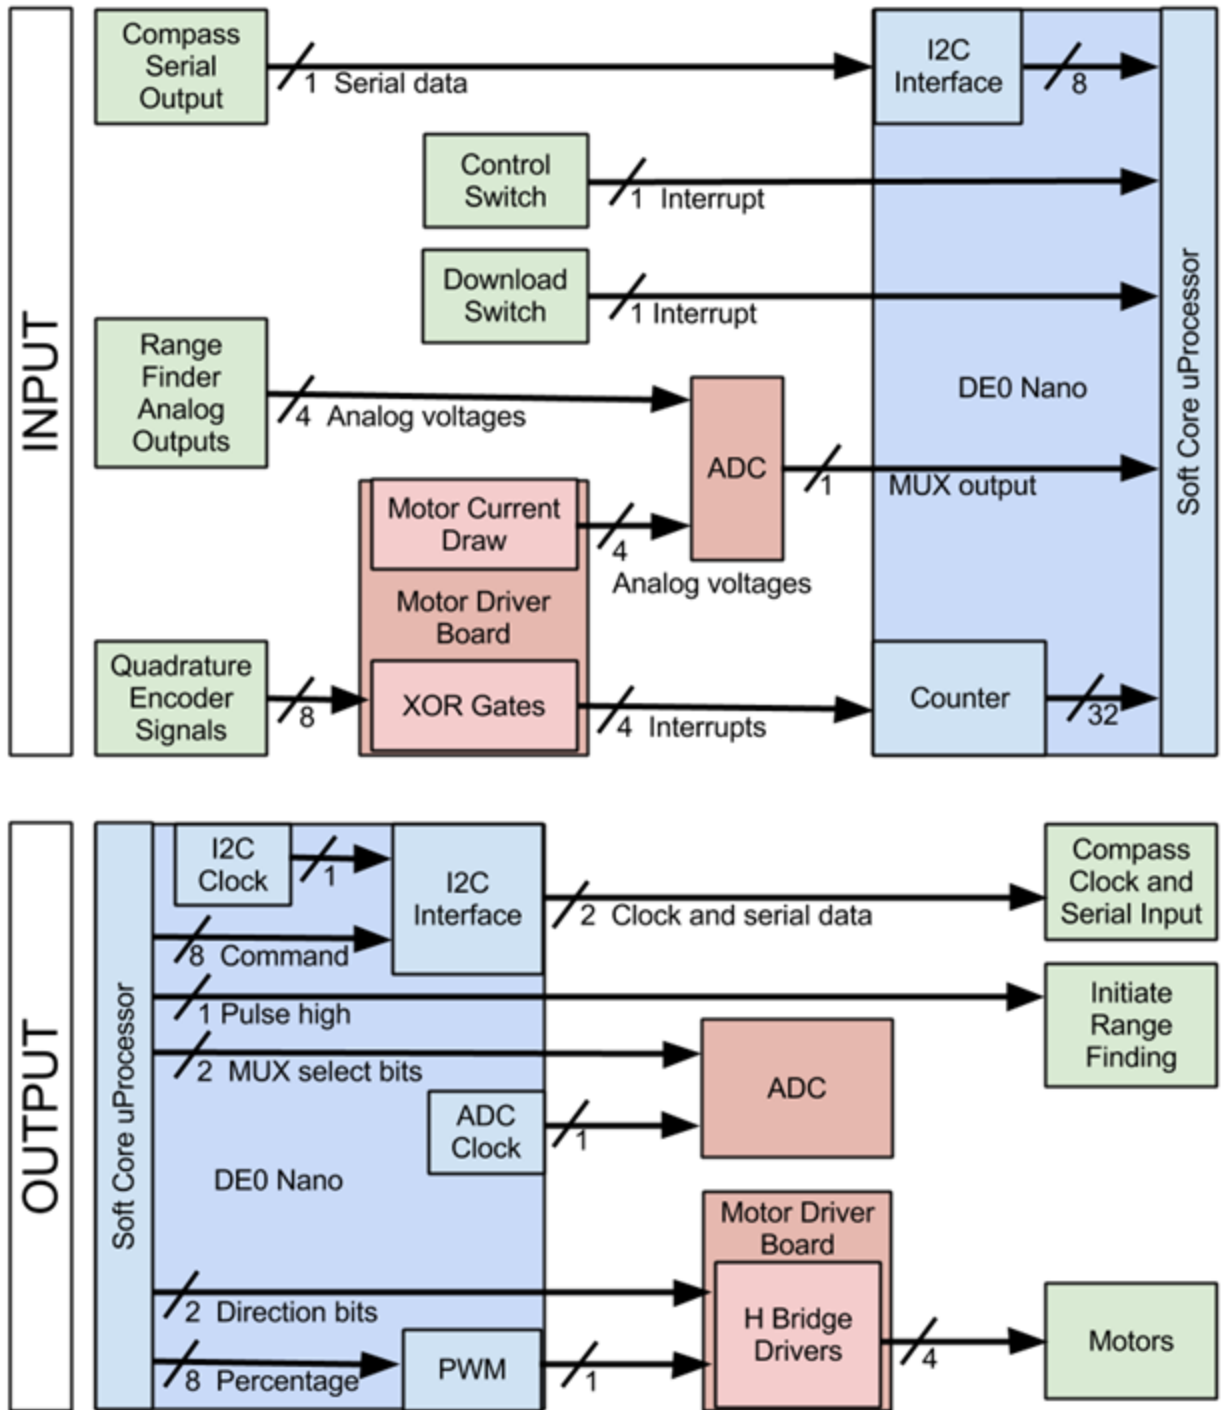 INPUT
Compass
Serial
Output
1 Serial data
I2C
Interface
8
Control
Switch
1 Interrupt
Download
Switch
1 Interrupt
Range
Finder
Analog
Outputs
4 Analog voltages
ADC
1
MUX output
DE0 Nano
Soft Core uProcessor
Motor Current
Draw
4
Analog voltages
Motor Driver
Board
Quadrature
Encoder
Signals
8
XOR Gates
4 Interrupts
Counter
32
OUTPUT
Soft Core uProcessor
I2C
Clock
1
I2C
Interface
8 Command
2 Clock and serial data
Compass
Clock and
Serial Input
1 Pulse high
Initiate
Range
Finding
2 MUX select bits
ADC
ADC
Clock
1
DE0 Nano
Motor Driver
Board
2 Direction bits
H Bridge
Drivers
8 Percentage
PWM
1
4
Motors